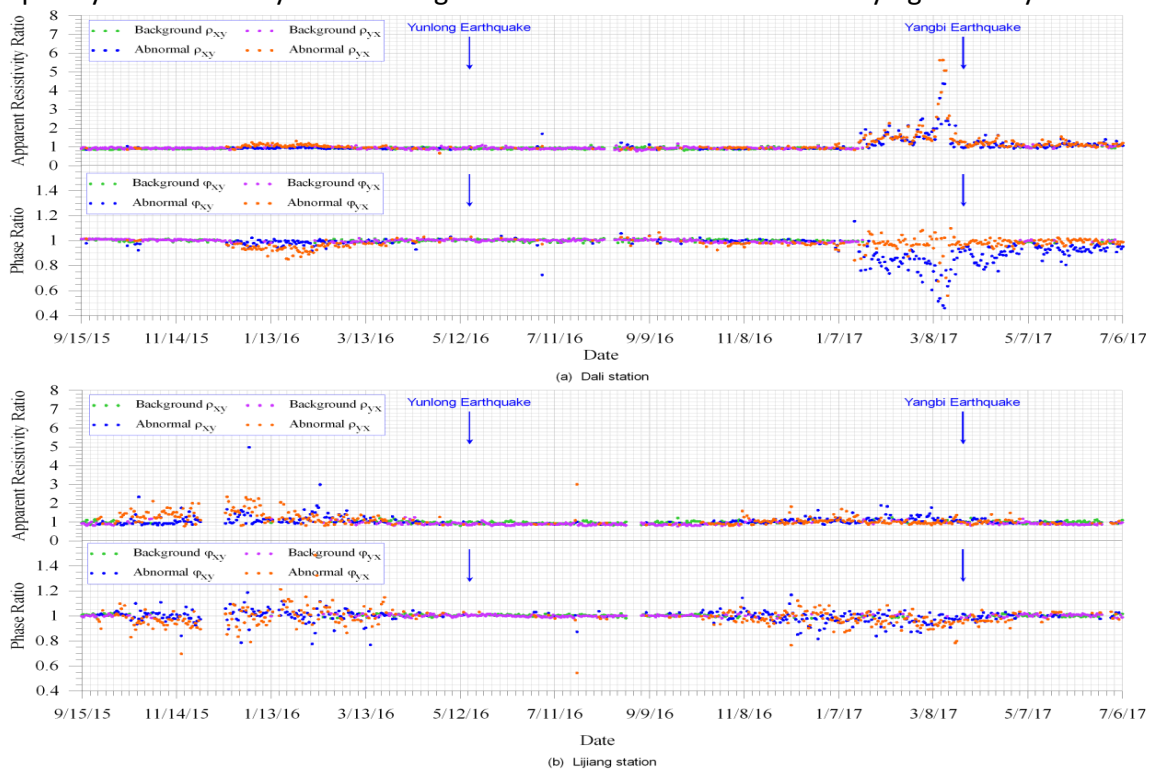 8
7
6
5
4
3
2
1
0
Apparent Resistivity Ratio
Background ρxy Background ρyx
Abnormal ρxy Abnormal ρyx
Yunlong Earthquake
Yangbi Earthquake
1.4
1.2
1
0.8
0.6
0.4
Phase Ratio
Background φxy Background φyx
Abnormal φxy Abnormal φyx
9/15/15 11/14/15 1/13/16 3/13/16 5/12/16 7/11/16 9/9/16 11/8/16 1/7/17 3/8/17 5/7/17 7/6/17
Date
(a) Dali station
8
7
6
5
4
3
2
1
0
Apparent Resistivity Ratio
Background ρxy Background ρyx
Abnormal ρxy Abnormal ρyx
Yunlong Earthquake
Yangbi Earthquake
1.4
1.2
1
0.8
0.6
0.4
Phase Ratio
Background φxy Background φyx
Abnormal φxy Abnormal φyx
9/15/15 11/14/15 1/13/16 3/13/16 5/12/16 7/11/16 9/9/16 11/8/16 1/7/17 3/8/17 5/7/17 7/6/17
Date
(b) Lijiang station